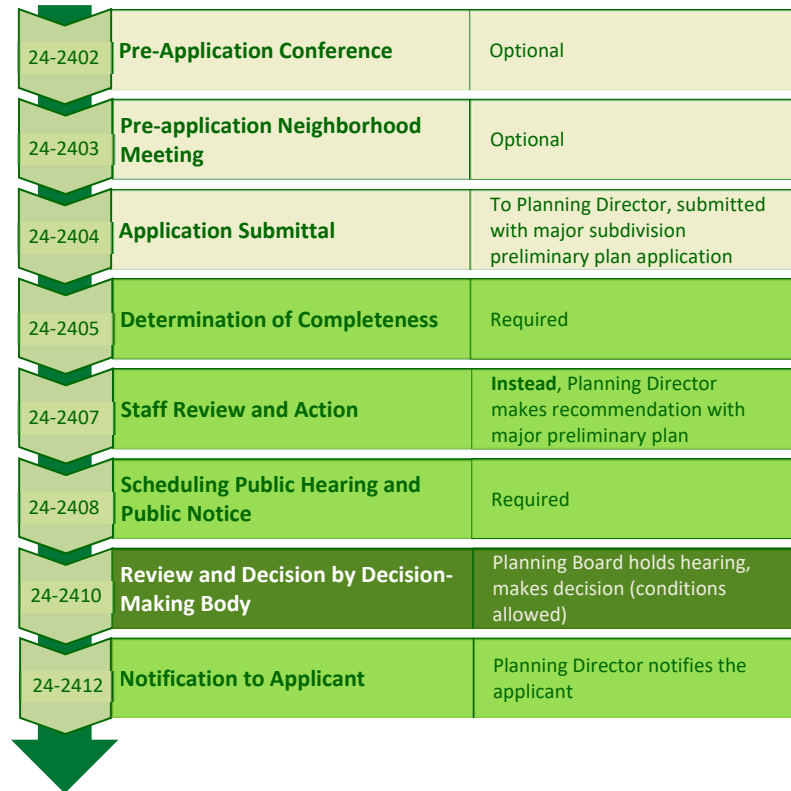 24-2402
Pre-Application Conference
Optional
24-2403
Pre-application Neighborhood
Meeting
Optional
24-2404
Application Submittal
To Planning Director, submitted
with major subdivision
preliminary plan application
24-2405
Determination of Completeness
Required
24-2407
Staff Review and Action
Instead, Planning Director
makes recommendation with
major preliminary plan
24-2408
Scheduling Public Hearing and
Public Notice
Required
24-2410
Review and Decision by Decision-
Making Body
Planning Board holds hearing,
makes decision (conditions
allowed)
24-2412
Notification to Applicant
Planning Director notifies the
applicant